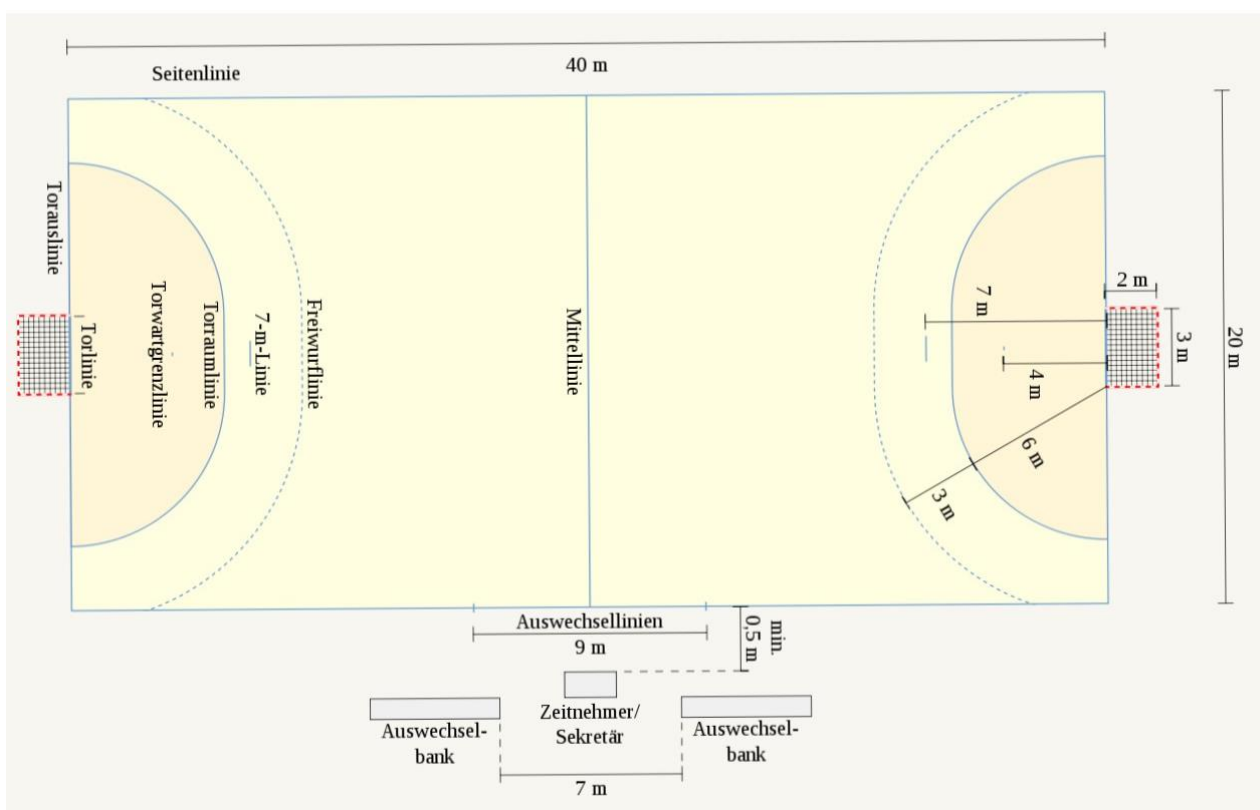 40 m
Seitenlinie
Torauslinie
Torlinie
Torwartgrenzlinie
Torraumlinie
7-m-Linie
Freiwurflinie
Mittellinie
7 m
4 m
6 m
3 m
2 m
3 m
20 m
Auswechsellinien
9 m
min.
0,5 m
Zeitnehmer/
Sekretär
Auswechsel-
bank
Auswechsel-
bank
7 m